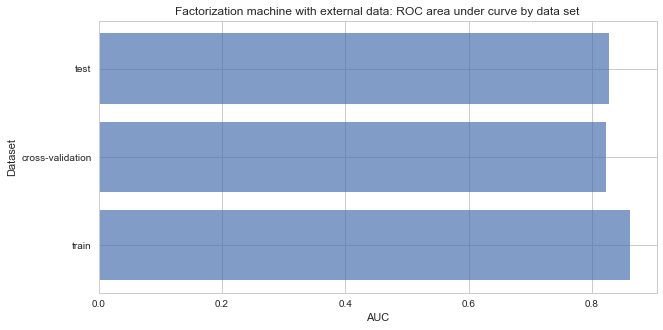 Factorization machine with external data: ROC area under curve by data set
Dataset
test
cross-validation
train
0.0 0.2 0.4 0.6 0.8
AUC